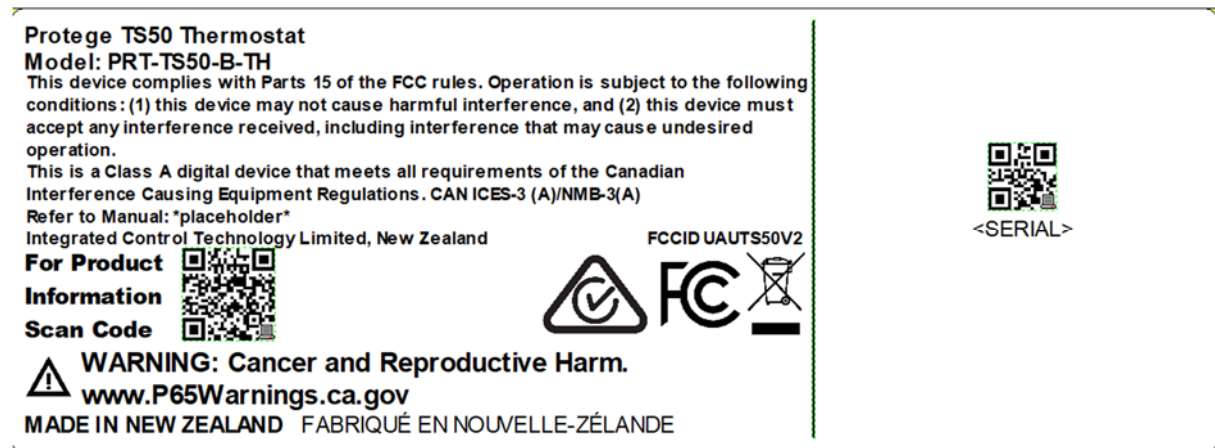 Protege TS50 Thermostat
Model: PRT-TS50-B-TH
This device complies with Parts 15 of the FCC rules. Operation is subject to the following
conditions: (1) this device may not cause harmful interference, and (2) this device must
accept any interference received, including interference that may cause undesired
operation.
This is a Class A digital device that meets all requirements of the Canadian
Interference Causing Equipment Regulations. CAN ICES-3 (A)/NMB-3(A)
Refer to Manual: *placeholder*
Integrated Control Technology Limited, New Zealand
FCCID UAUTS50V2
For Product
Information
Scan Code
FC
WARNING: Cancer and Reproductive Harm.
www.P65Warnings.ca.gov
MADE IN NEW ZEALAND FABRIQUÉ EN NOUVELLE-ZÉLANDE
<SERIAL>